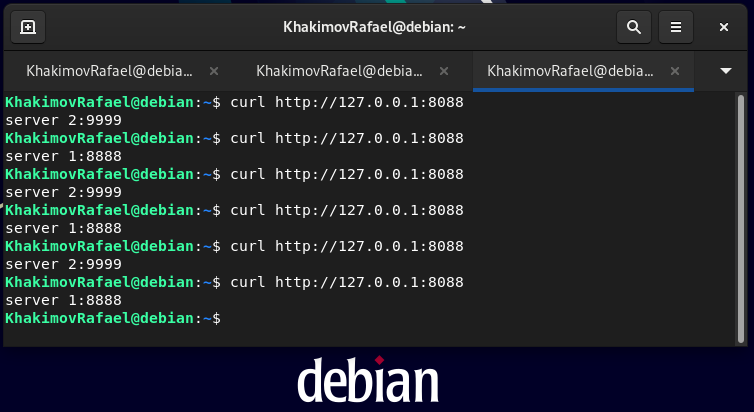 KhakimovRafael@debian: ~
KhakimovRafael@debia... KhakimovRafael@debia... KhakimovRafael@debia...
KhakimovRafael@debian:~$ curl http://127.0.0.1:8088
server 2:9999
KhakimovRafael@debian:~$ curl http://127.0.0.1:8088
server 1:8888
KhakimovRafael@debian:~$ curl http://127.0.0.1:8088
server 2:9999
KhakimovRafael@debian:~$ curl http://127.0.0.1:8088
server 1:8888
KhakimovRafael@debian:~$ curl http://127.0.0.1:8088
server 2:9999
KhakimovRafael@debian:~$ curl http://127.0.0.1:8088
server 1:8888
KhakimovRafael@debian:~$
debian